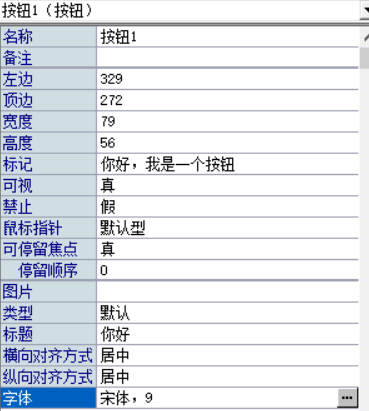 按钮1（按钮）
名称 按钮1
备注
左边 329
顶边 272
宽度 79
高度 56
标记 你好，我是一个按钮
可视 真
禁止 假
鼠标指针 默认型
可停留焦点 真
停留顺序 0
图片
类型 默认
标题 你好
横向对齐方式 居中
纵向对齐方式 居中
字体 宋体，9 ...